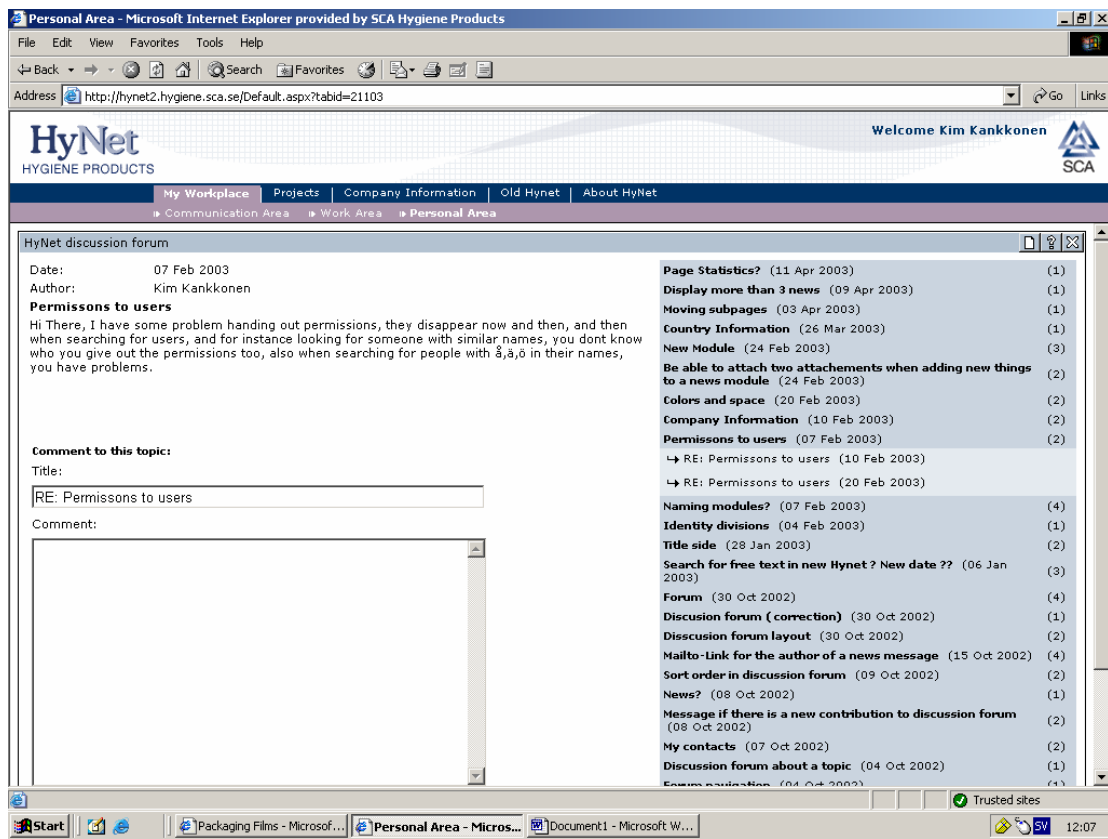 Personal Area - Microsoft Internet Explorer provided by SCA Hygiene Products
File Edit View Favorites Tools Help
Back Search Favorites
Address http://hynet2.hygiene.sca.se/Default.aspx?tabid=21103 Go Links
HyNet
HYGIENE PRODUCTS
Welcome Kim Kankkonen
SCA
My Workplace | Projects | Company Information | Old Hynet | About HyNet
Communication Area Work Area Personal Area
HyNet discussion forum
Date: 07 Feb 2003
Author: Kim Kankkonen
Permissons to users
Hi There, I have some problem handing out permissions, they disappear now and then, and then
when searching for users, and for instance looking for someone with similar names, you dont know
who you give out the permissions too, also when searching for people with å,ä,ö in their names,
you have problems.
Comment to this topic:
Title:
RE: Permissons to users
Comment:
Page Statistics? (11 Apr 2003) (1)
Display more than 3 news (09 Apr 2003) (1)
Moving subpages (03 Apr 2003) (1)
Country Information (26 Mar 2003) (1)
New Module (24 Feb 2003) (3)
Be able to attach two attachements when adding new things
to a news module (24 Feb 2003) (2)
Colors and space (20 Feb 2003) (2)
Company Information (10 Feb 2003) (2)
Permissons to users (07 Feb 2003) (2)
RE: Permissons to users (10 Feb 2003)
RE: Permissons to users (20 Feb 2003)
Naming modules? (07 Feb 2003) (4)
Identity divisions (04 Feb 2003) (1)
Title side (28 Jan 2003) (2)
Search for free text in new Hynet ? New date ?? (06 Jan
2003) (3)
Forum (30 Oct 2002) (4)
Discusion forum ( correction) (30 Oct 2002) (1)
Disscusion forum layout (30 Oct 2002) (2)
Mailto-Link for the author of a news message (15 Oct 2002) (4)
Sort order in discussion forum (09 Oct 2002) (2)
News? (08 Oct 2002) (1)
Message if there is a new contribution to discussion forum
(08 Oct 2002) (2)
My contacts (07 Oct 2002) (2)
Discussion forum about a topic (04 Oct 2002) (1)
Forum navigation (04 Oct 2002) (1)
Trusted sites
Start Packaging Films - Microsof... Personal Area - Micros... Document1 - Microsoft W... SV 12:07